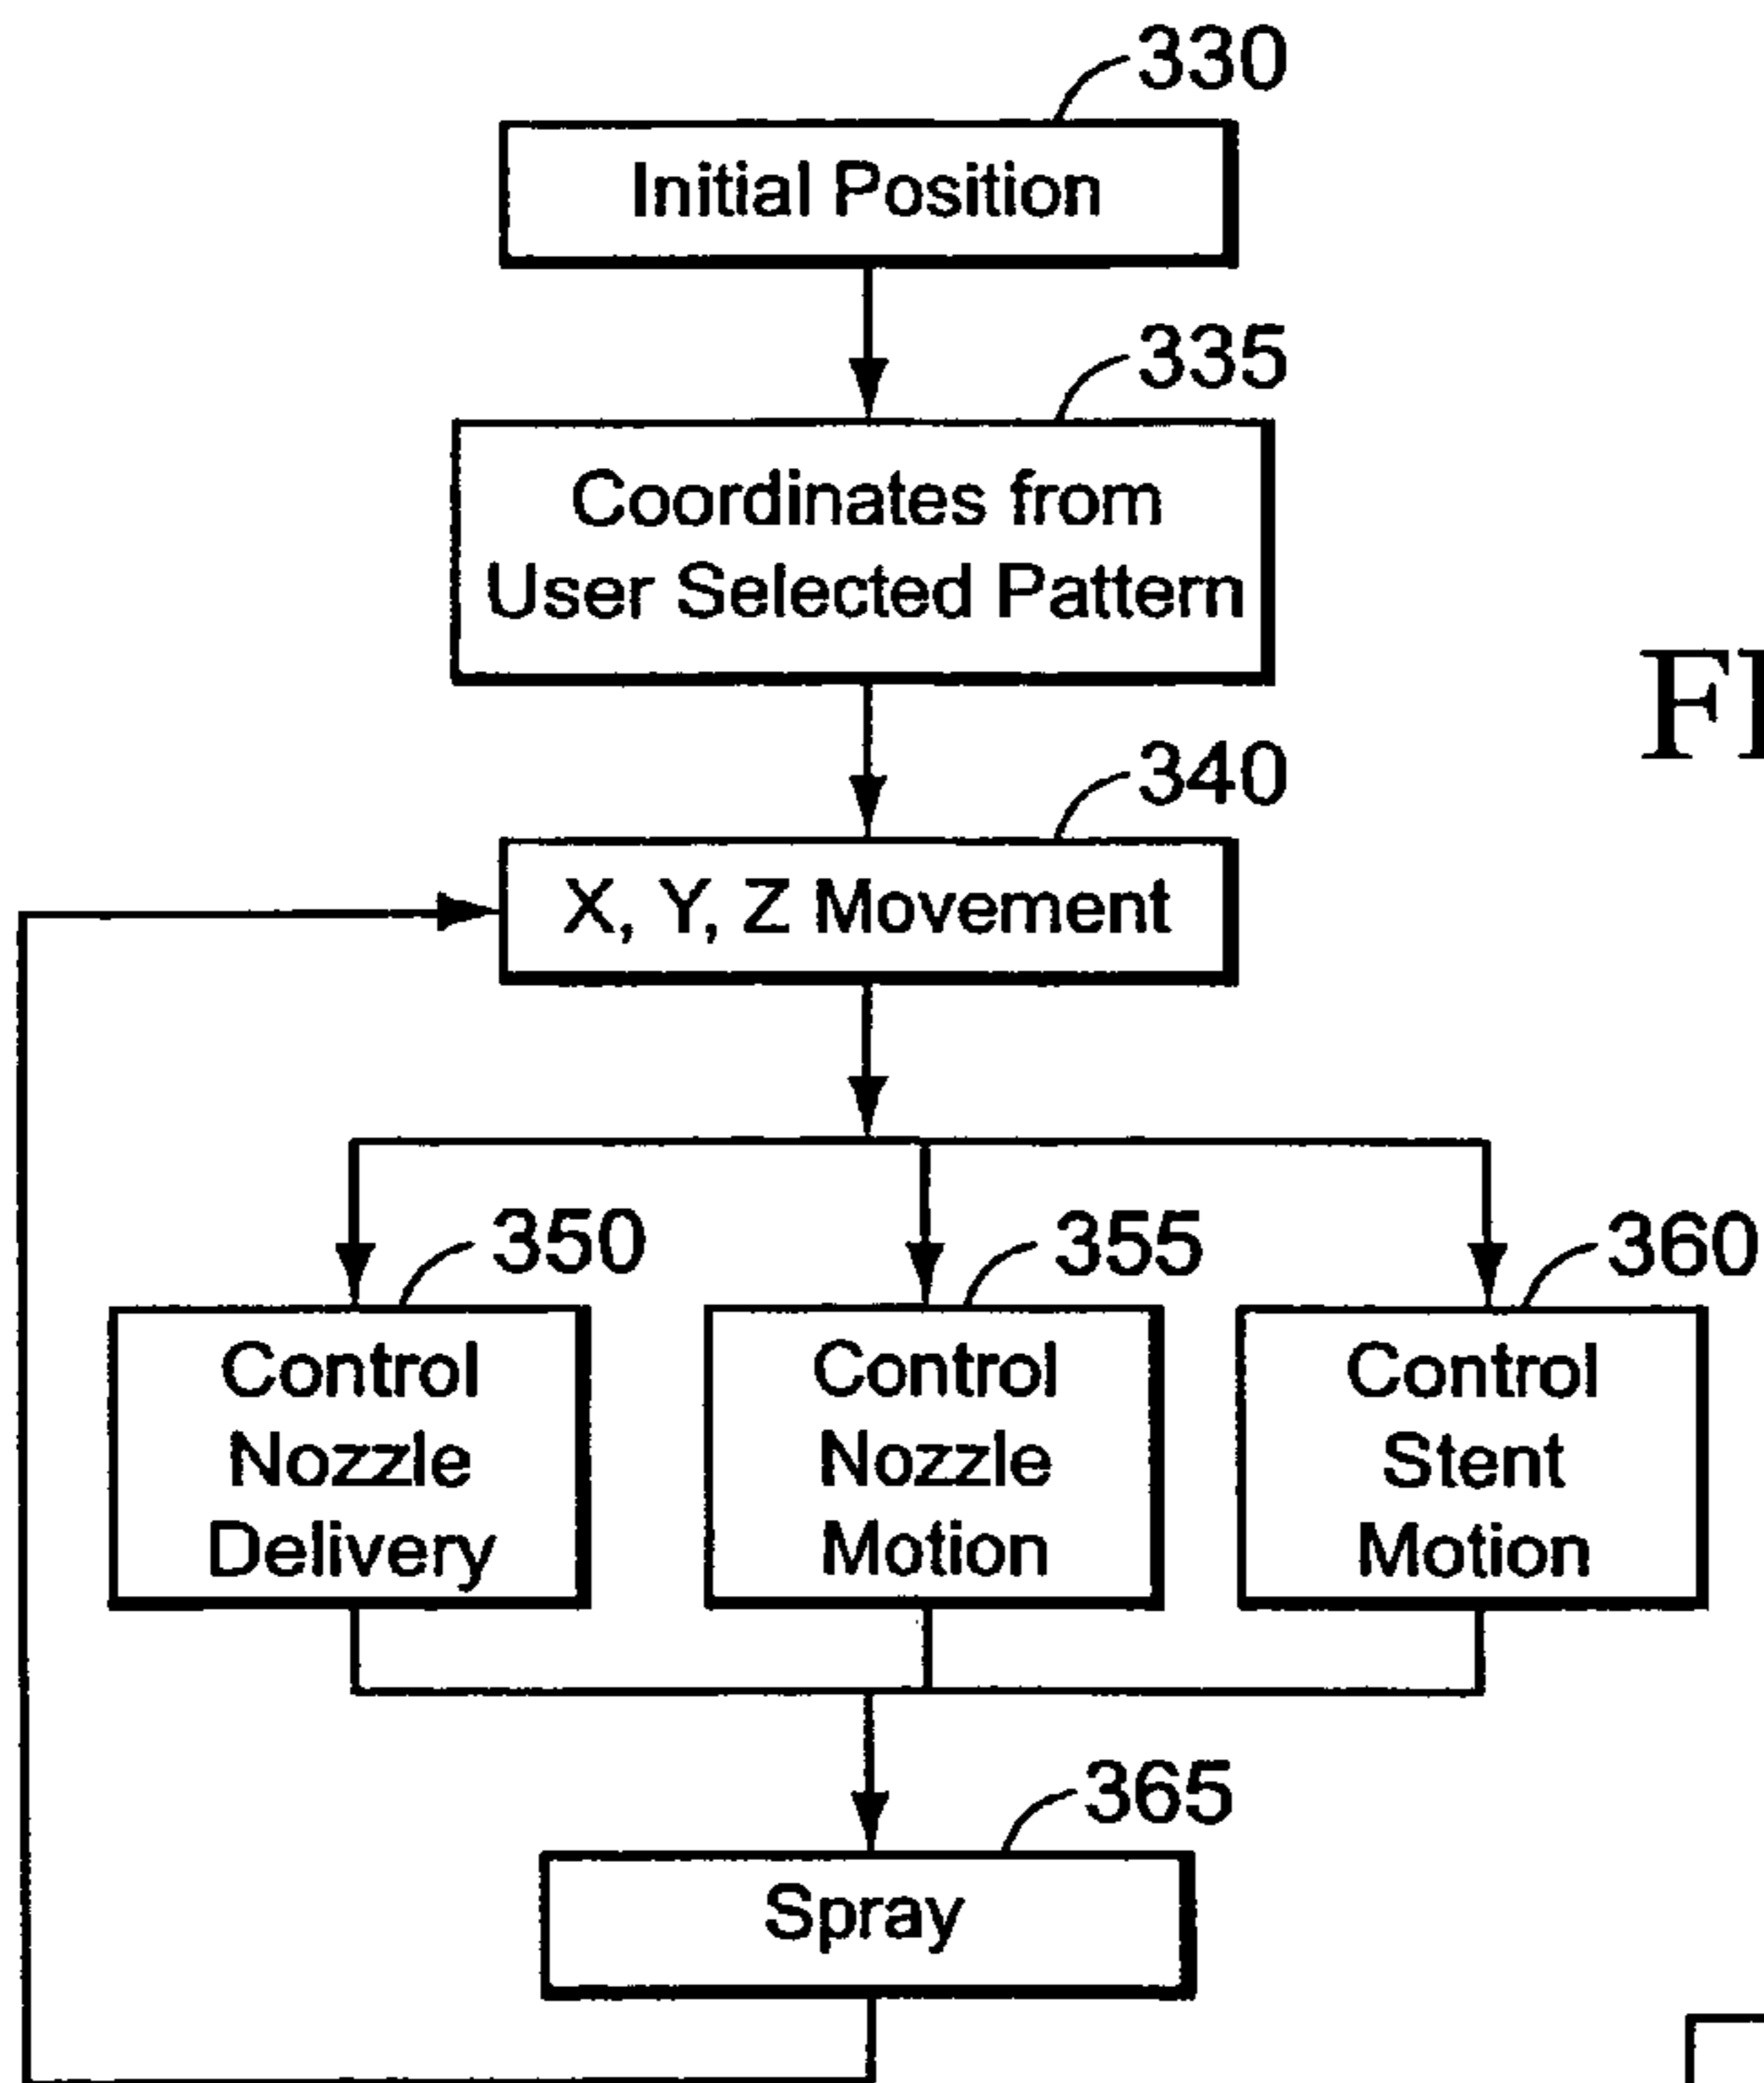 330
Initial Position
335
Coordinates from
User Selected Pattern
340
X, Y, Z Movement
350
355
360
Control
Nozzle
Delivery
Control
Nozzle
Motion
Control
Stent
Motion
365
Spray